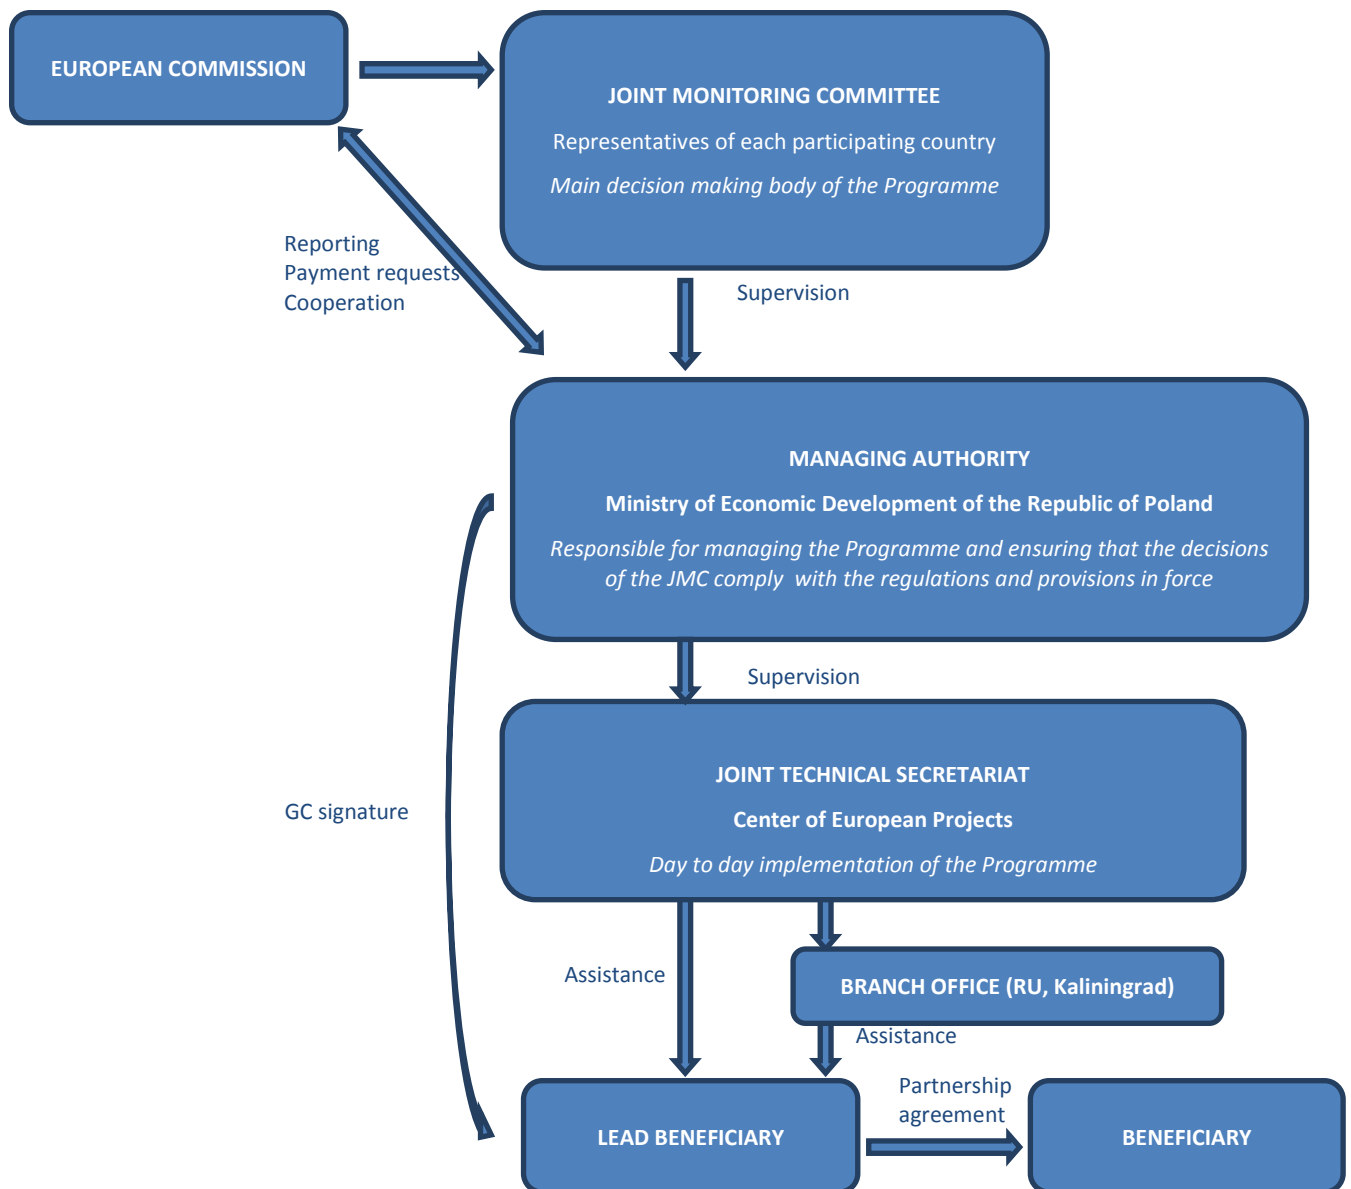 EUROPEAN COMMISSION
JOINT MONITORING COMMITTEE
Representatives of each participating country
Main decision making body of the Programme
Reporting
Payment requests
Cooperation
Supervision
MANAGING AUTHORITY
Ministry of Economic Development of the Republic of Poland
Responsible for managing the Programme and ensuring that the decisions
of the JMC comply with the regulations and provisions in force
Supervision
JOINT TECHNICAL SECRETARIAT
Center of European Projects
Day to day implementation of the Programme
GC signature
Assistance
BRANCH OFFICE (RU, Kaliningrad)
Assistance
Partnership
agreement
LEAD BENEFICIARY
BENEFICIARY